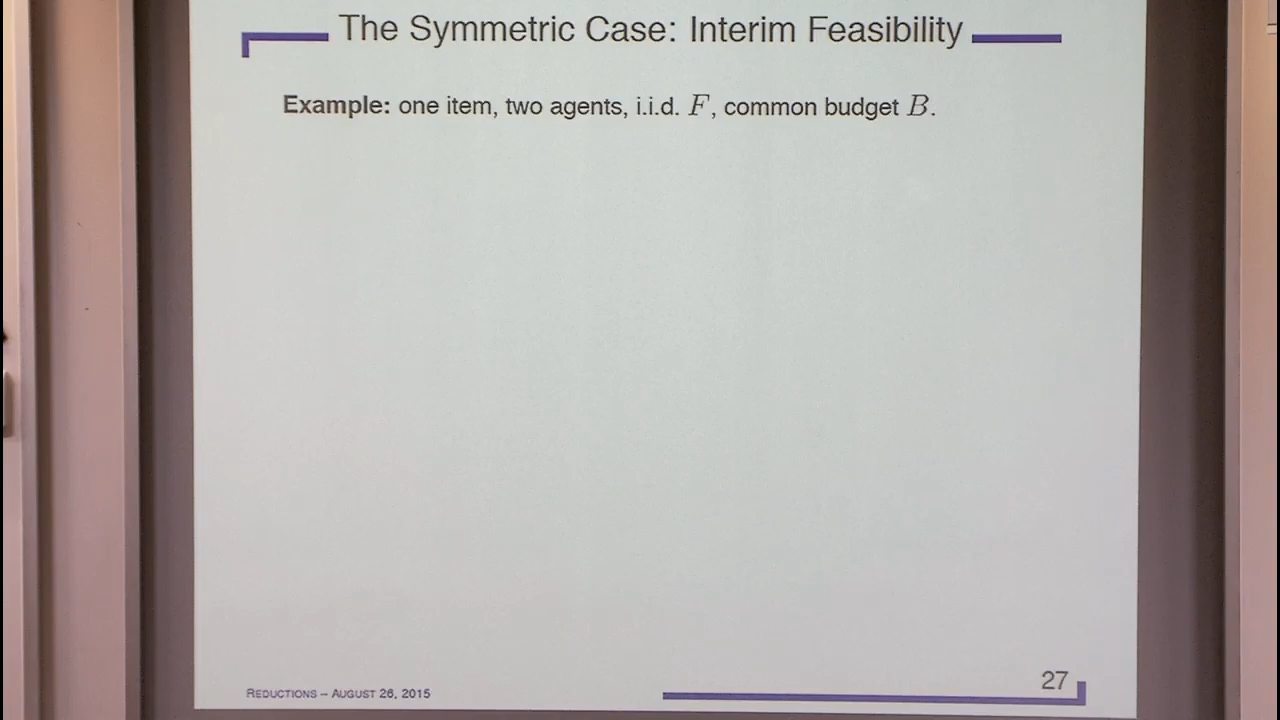 The Symmetric Case: Interim Feasibility
Example: one item, two agents, i.i.d. F, common budget B.
REDUCTIONS – AUGUST 26, 2015
27